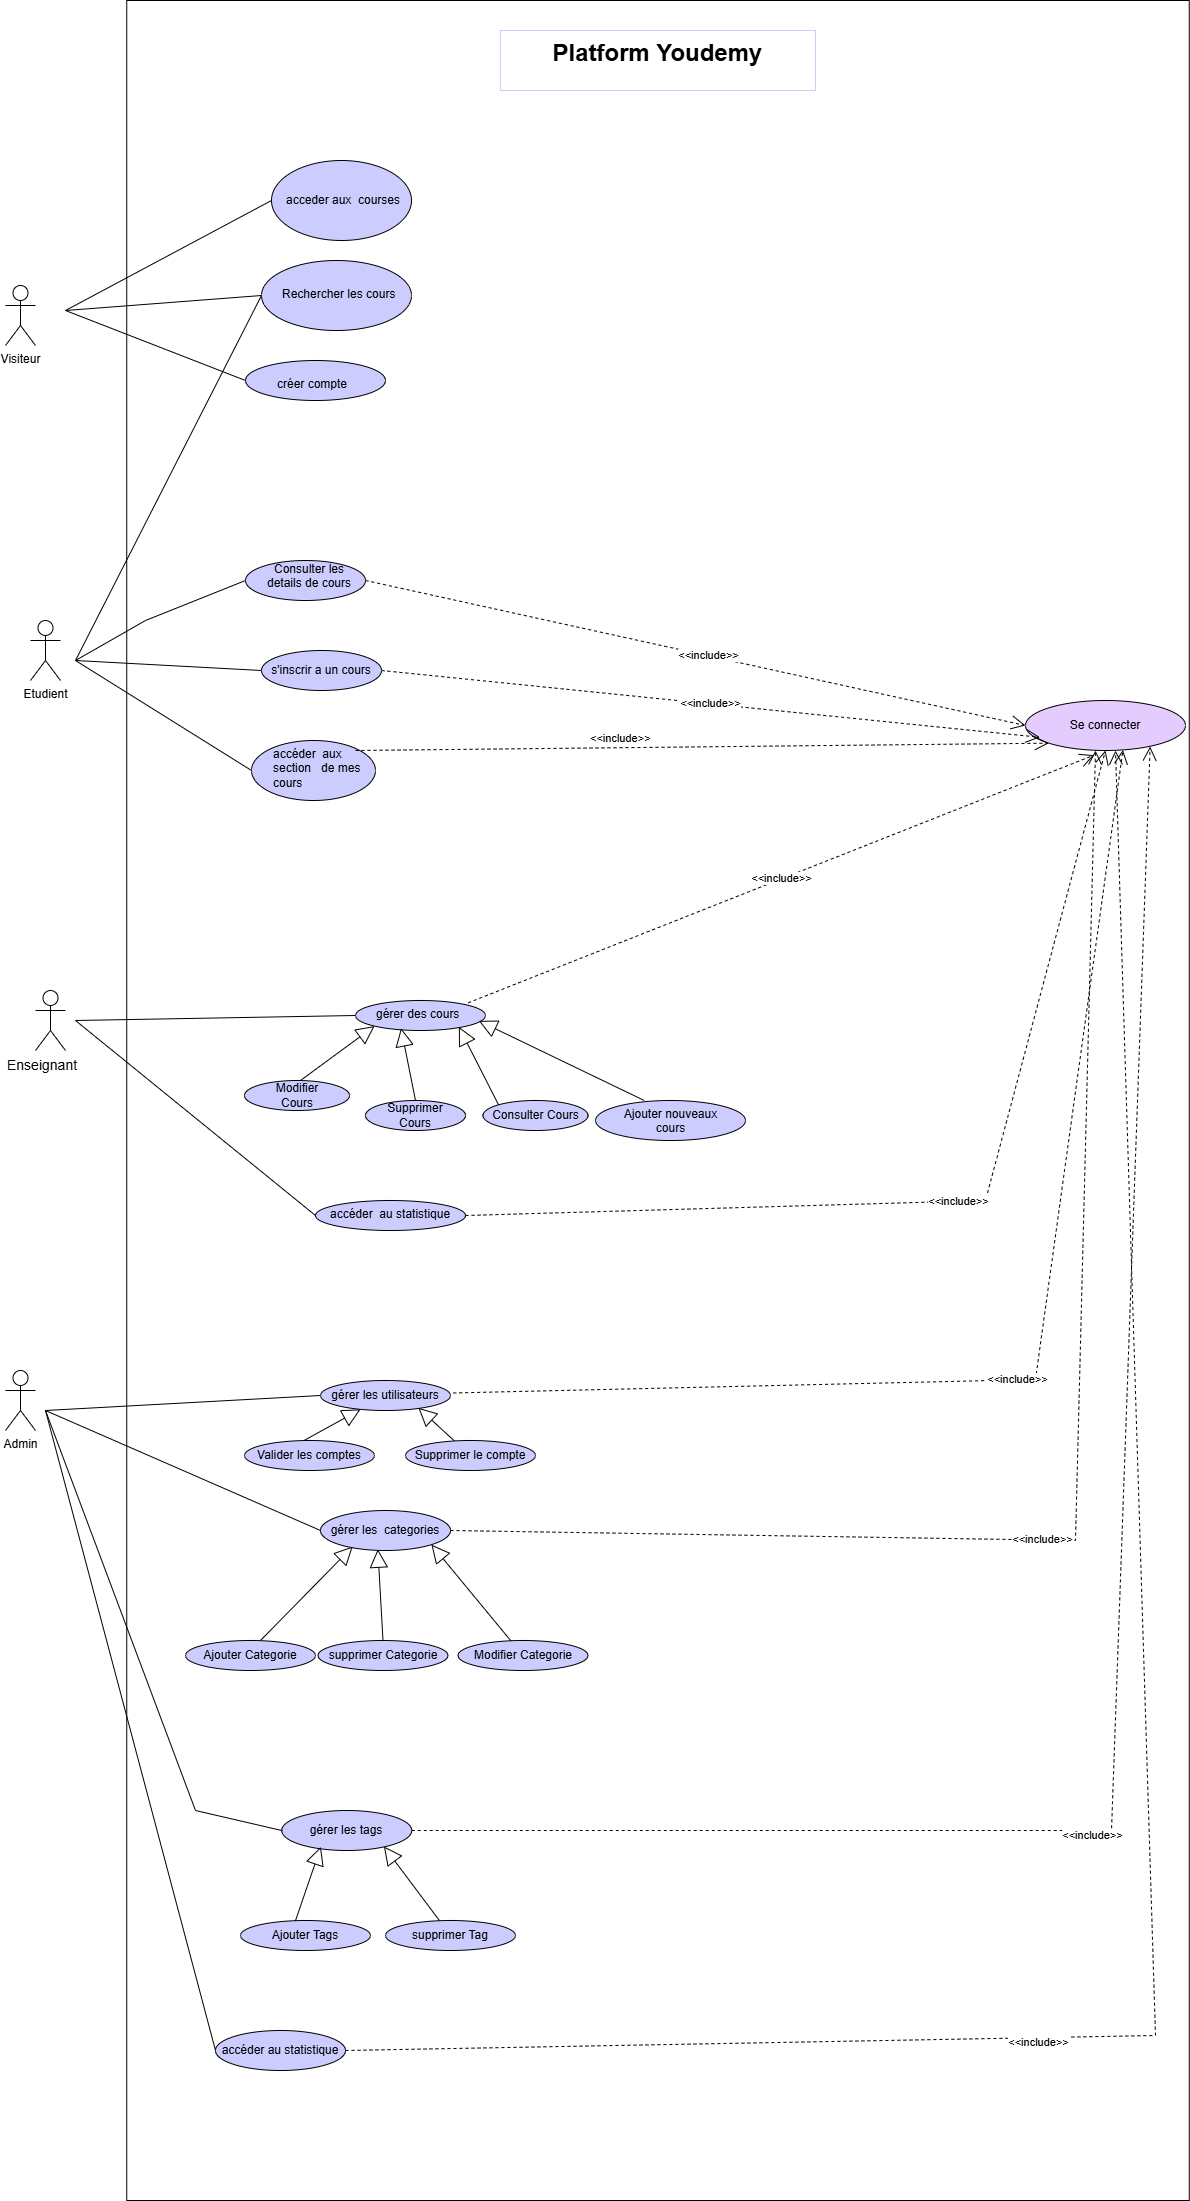 Platform Youdemy
acceder aux  courses
Rechercher les cours
Visiteur
créer compte
Consulter les
details de cours
Etudient
s'inscrir a un cours
<<include>>
<<include>>
<<include>>
Se connecter
accéder  aux
section   de mes
cours
<<include>>
Enseignant
gérer des cours
Modifier
Cours
Supprimer
Cours
Consulter Cours
Ajouter nouveaux
cours
accéder  au statistique
<<include>>
Admin
gérer les utilisateurs
<<include>>
Valider les comptes
Supprimer le compte
gérer les  categories
<<include>>
Ajouter Categorie
supprimer Categorie
Modifier Categorie
gérer les tags
<<include>>
Ajouter Tags
supprimer Tag
accéder au statistique
<<include>>